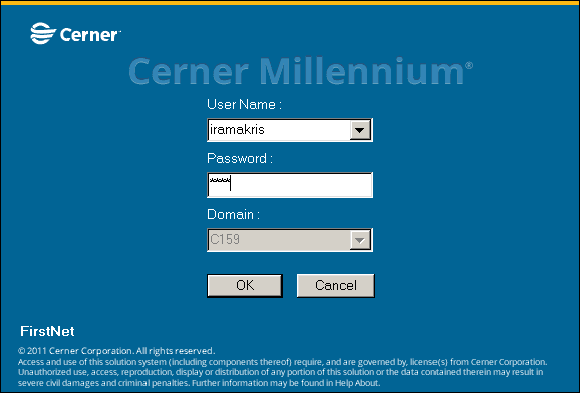 Cerner
Cerner Millennium®
User Name :
iramakris
Password :
****
Domain :
C159
OK Cancel
FirstNet
© 2011 Cerner Corporation. All rights reserved.
Access and use of this solution system (including components thereof) require, and are governed by, license(s) from Cerner Corporation.
Unauthorized use, access, reproduction, display or distribution of any portion of this solution or the data contained therein may result in
severe civil damages and criminal penalties. Further information may be found in Help About.